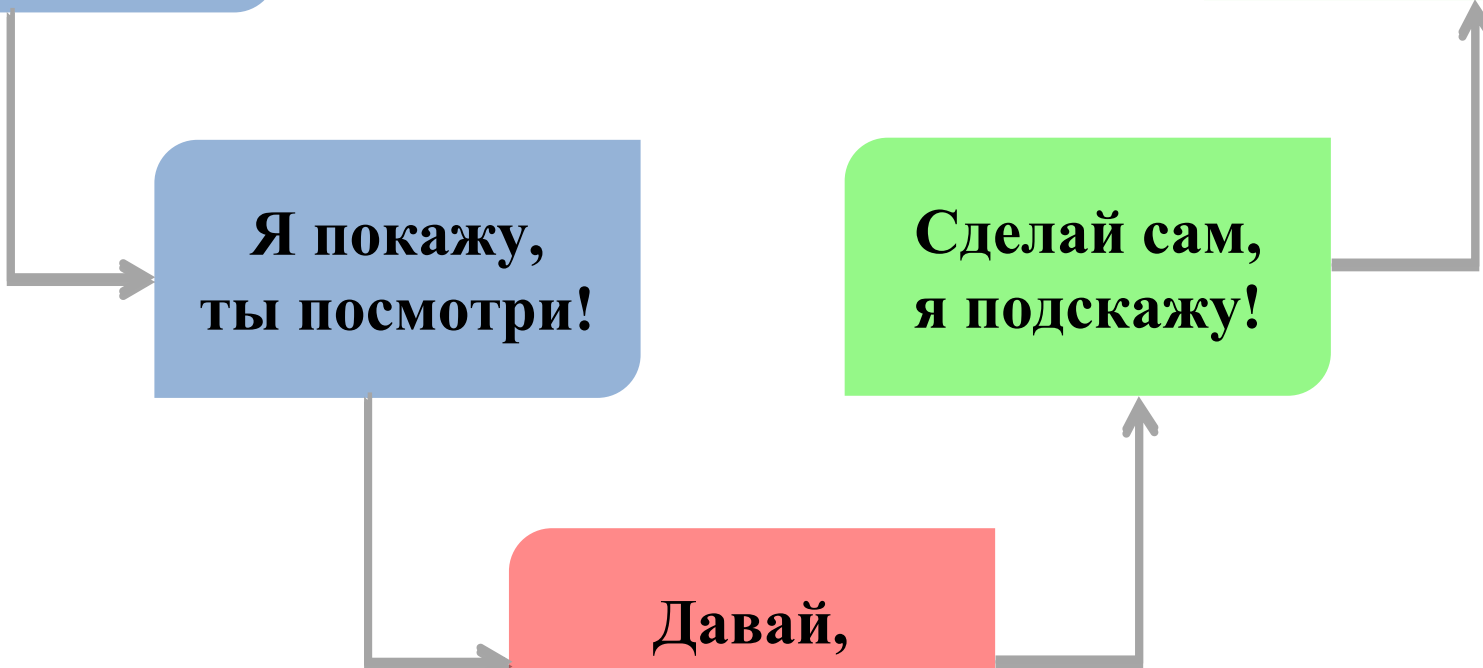 Я покажу,
ты посмотри!
Сделай сам,
я подскажу!
Давай,